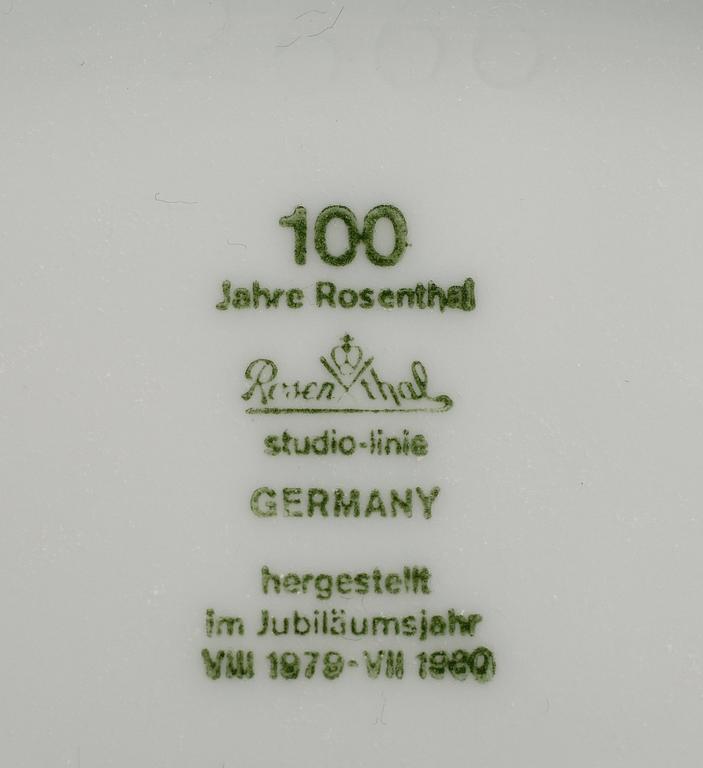 100
Jahre Rosenthal
Rosenthal
studio-linie
GERMANY
hergestellt
im Jubiläumsjahr
VIII 1979-VII 1980